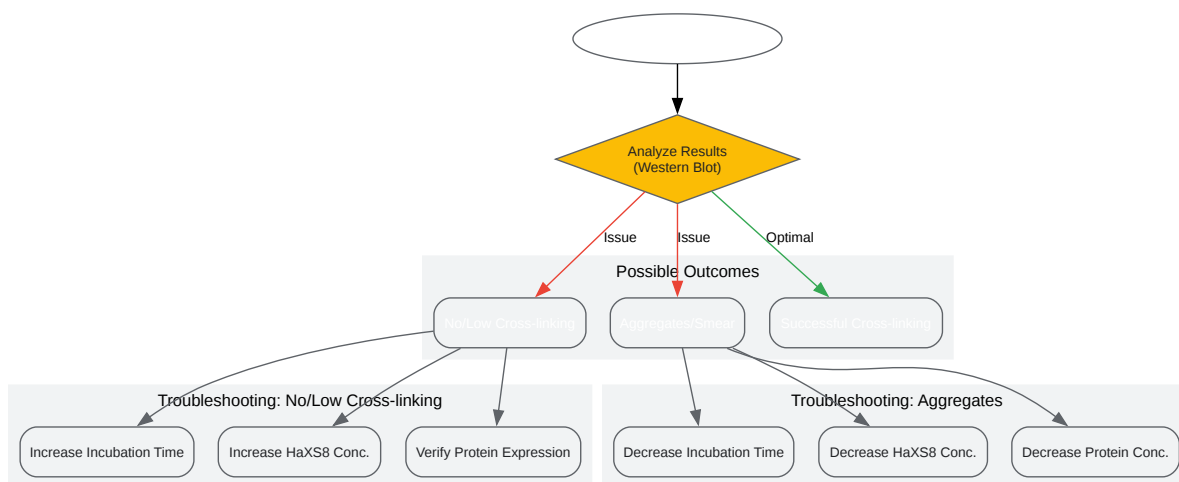 Analyze Results
(Western Blot)
Issue
Issue
Optimal
Possible Outcomes
No/Low Cross-linking
Aggregates/Smear
Successful Cross-linking
Troubleshooting: No/Low Cross-linking
Troubleshooting: Aggregates
Increase Incubation Time
Increase HaXS8 Conc.
Verify Protein Expression
Decrease Incubation Time
Decrease HaXS8 Conc.
Decrease Protein Conc.